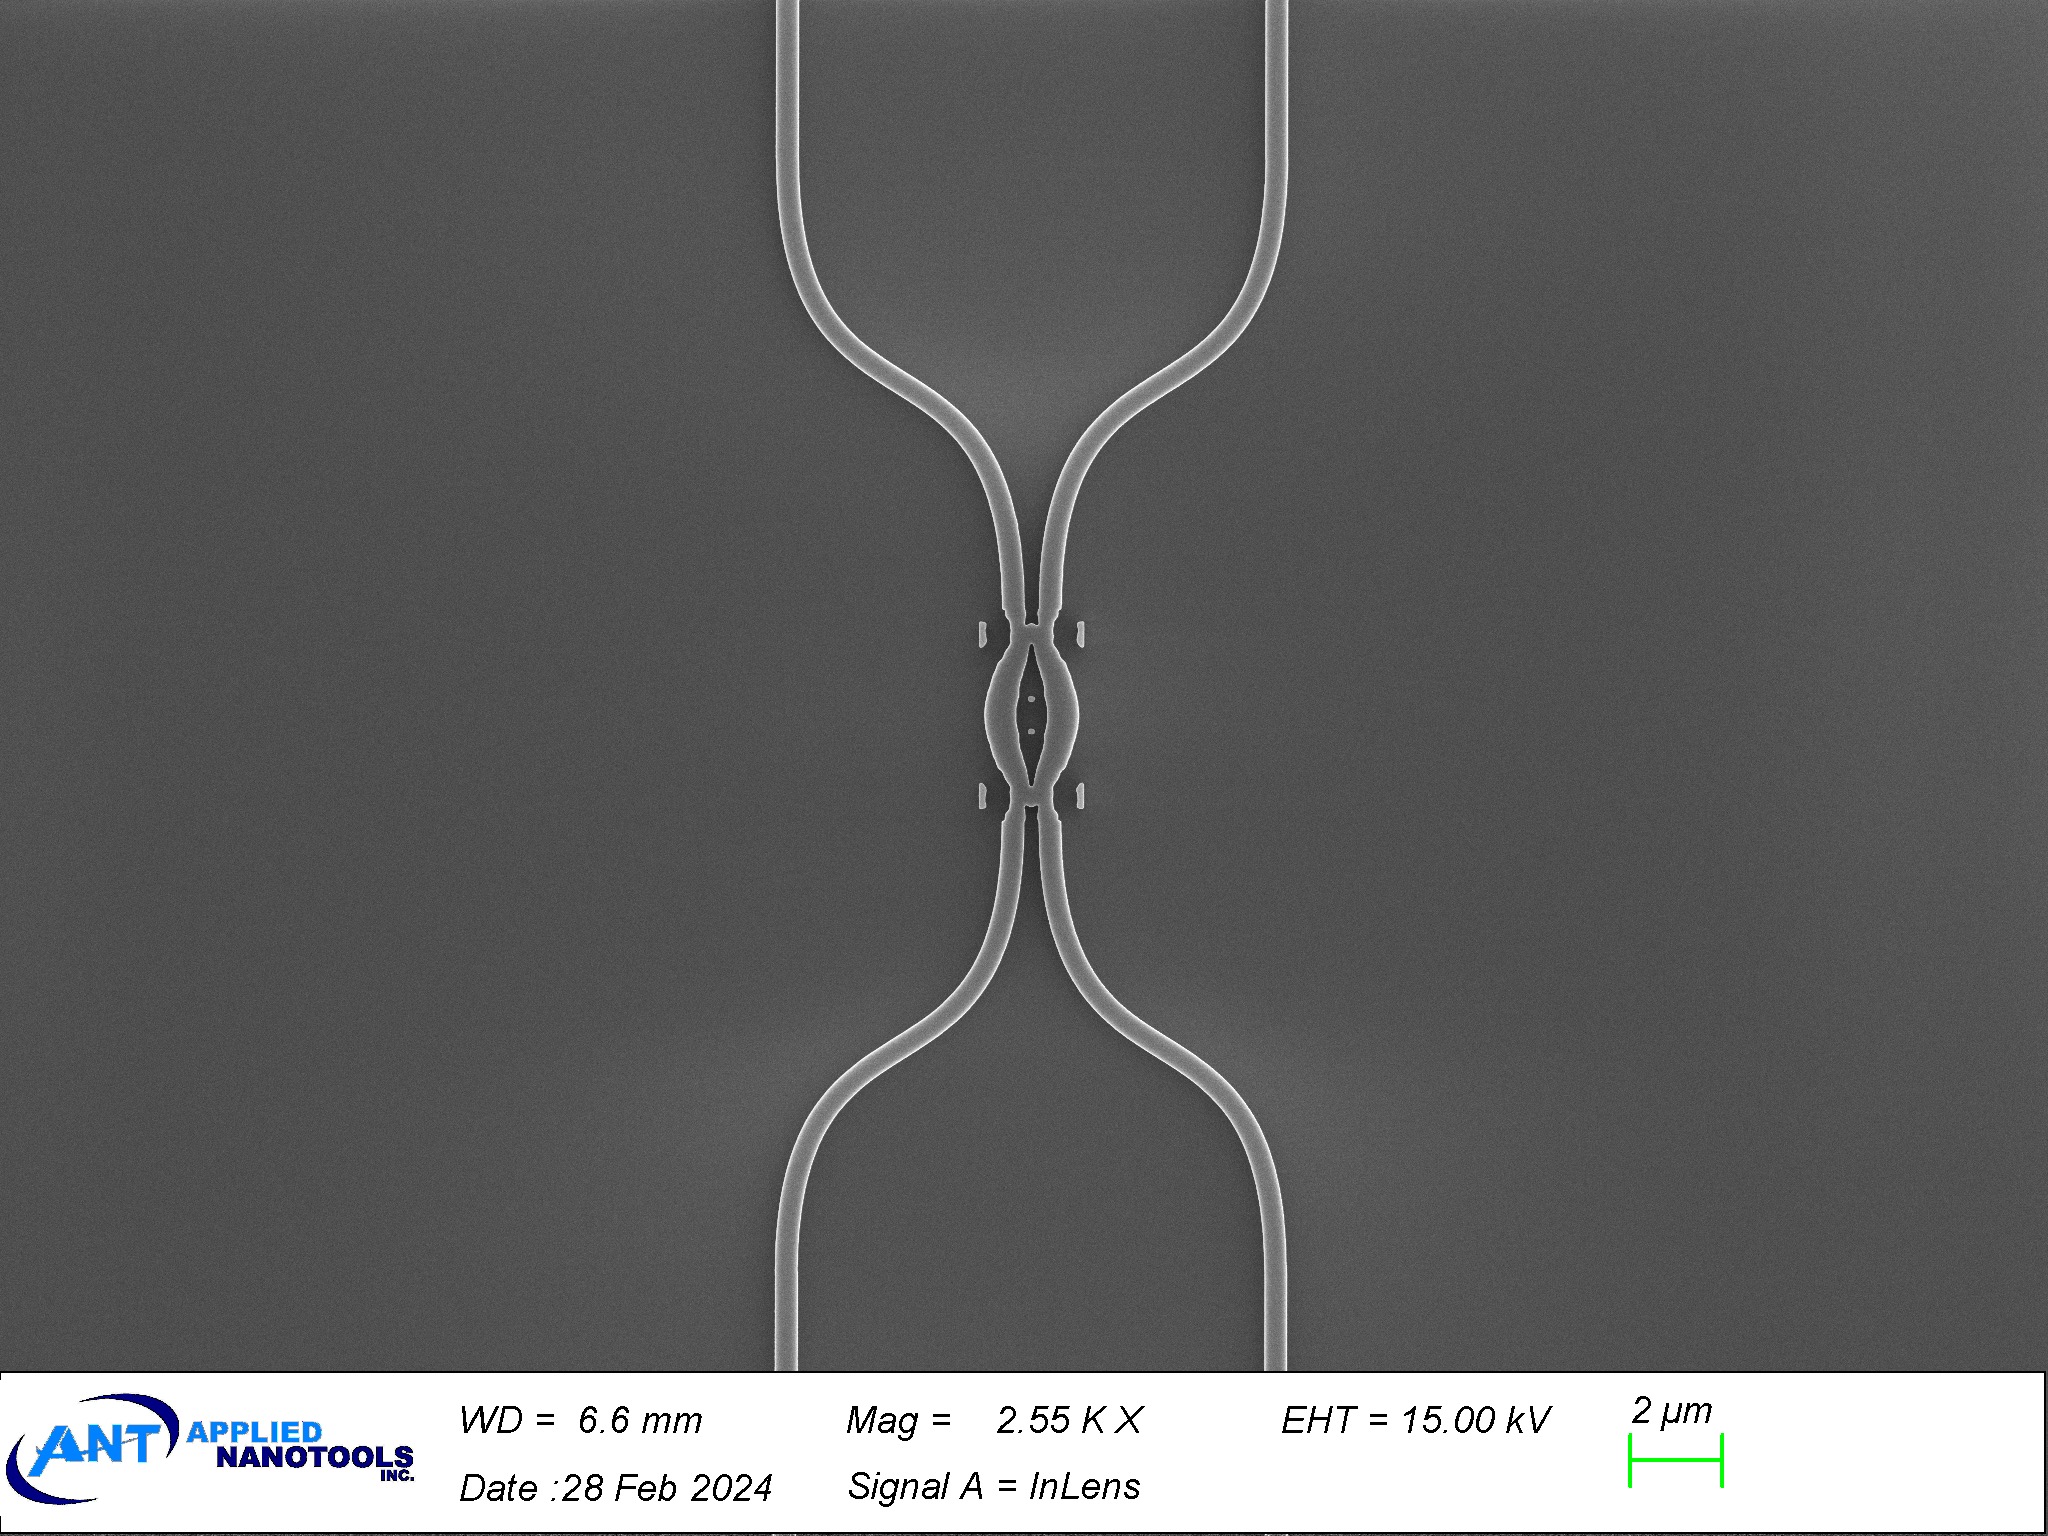 ANT APPLIED
NANOTOOLS
INC.
WD = 6.6 mm Mag = 2.55 K X EHT = 15.00 kV 2 µm
Date :28 Feb 2024 Signal A = InLens